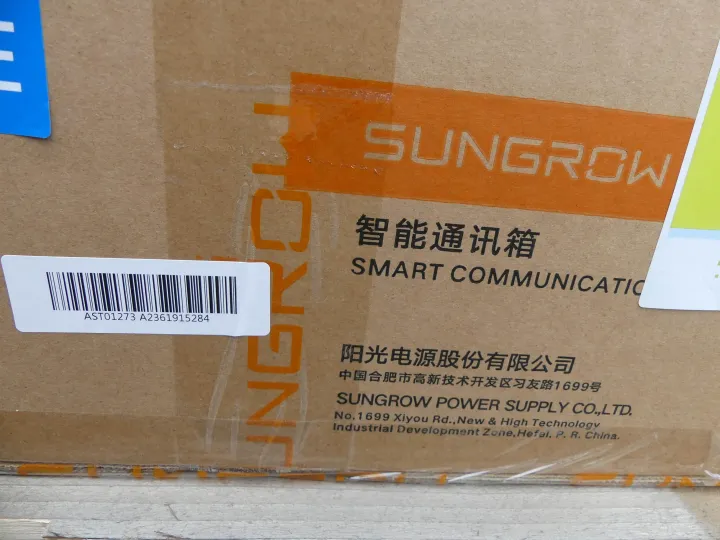 SUNGROW
智能通讯箱
SMART COMMUNICATIO
AST01273 A2361915284
阳光电源股份有限公司
中国合肥市高新技术开发区习友路1699号
SUNGROW POWER SUPPLY CO.,LTD.
No.1699 Xiyou Rd.,New & High Technology
Industrial Development Zone,Hefei, P. R. China.
UNGROW